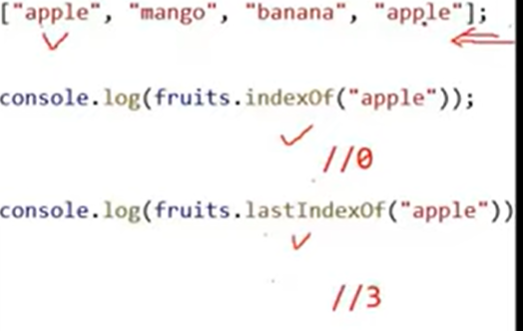 ["apple", "mango", "banana", "apple"];
console.log(fruits.indexOf("apple"));
//0
console.log(fruits.lastIndexOf("apple"))
//3